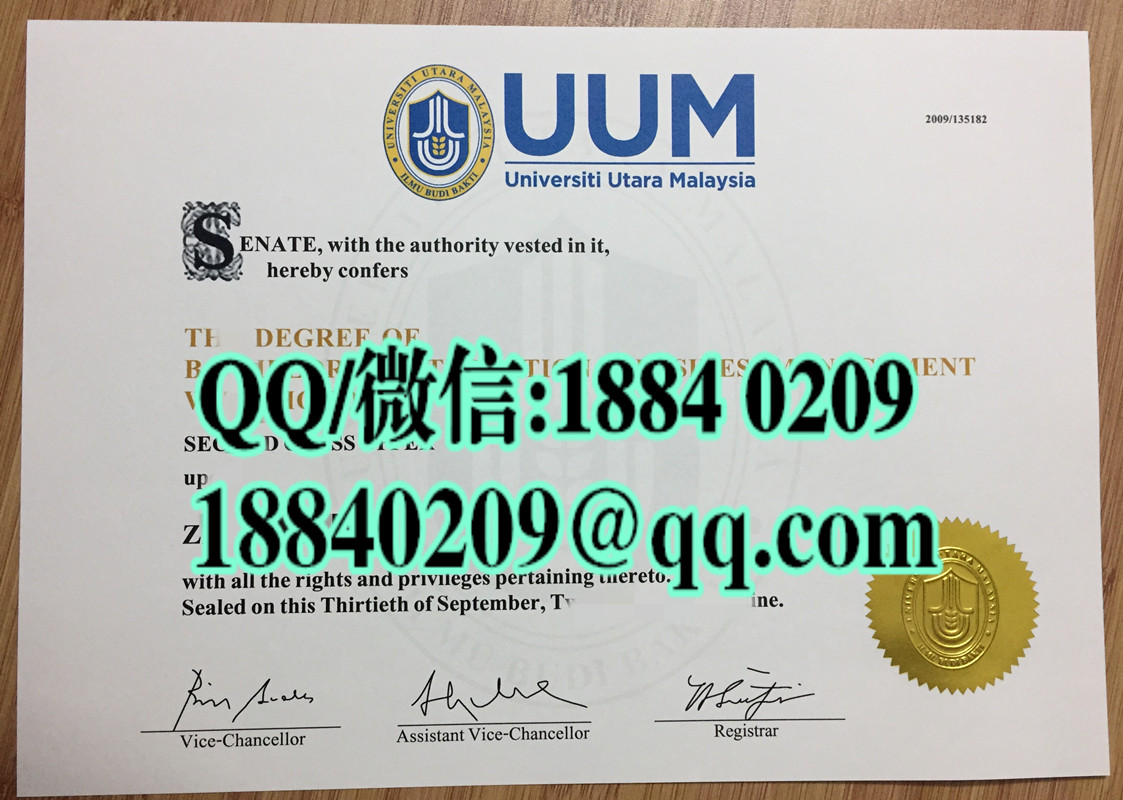 UNIVERSITI UTARA MALAYSIA
ILMU BUDI BAKTI
UUM
Universiti Utara Malaysia
2009/135182
SENATE, with the authority vested in it,
hereby confers
DEGREE OF
QQ/微信:1884 0209
18840209@qq.com
with all the rights and privileges pertaining thereto.
Sealed on this Thirtieth of September,
Vice-Chancellor
Assistant Vice-Chancellor
Registrar